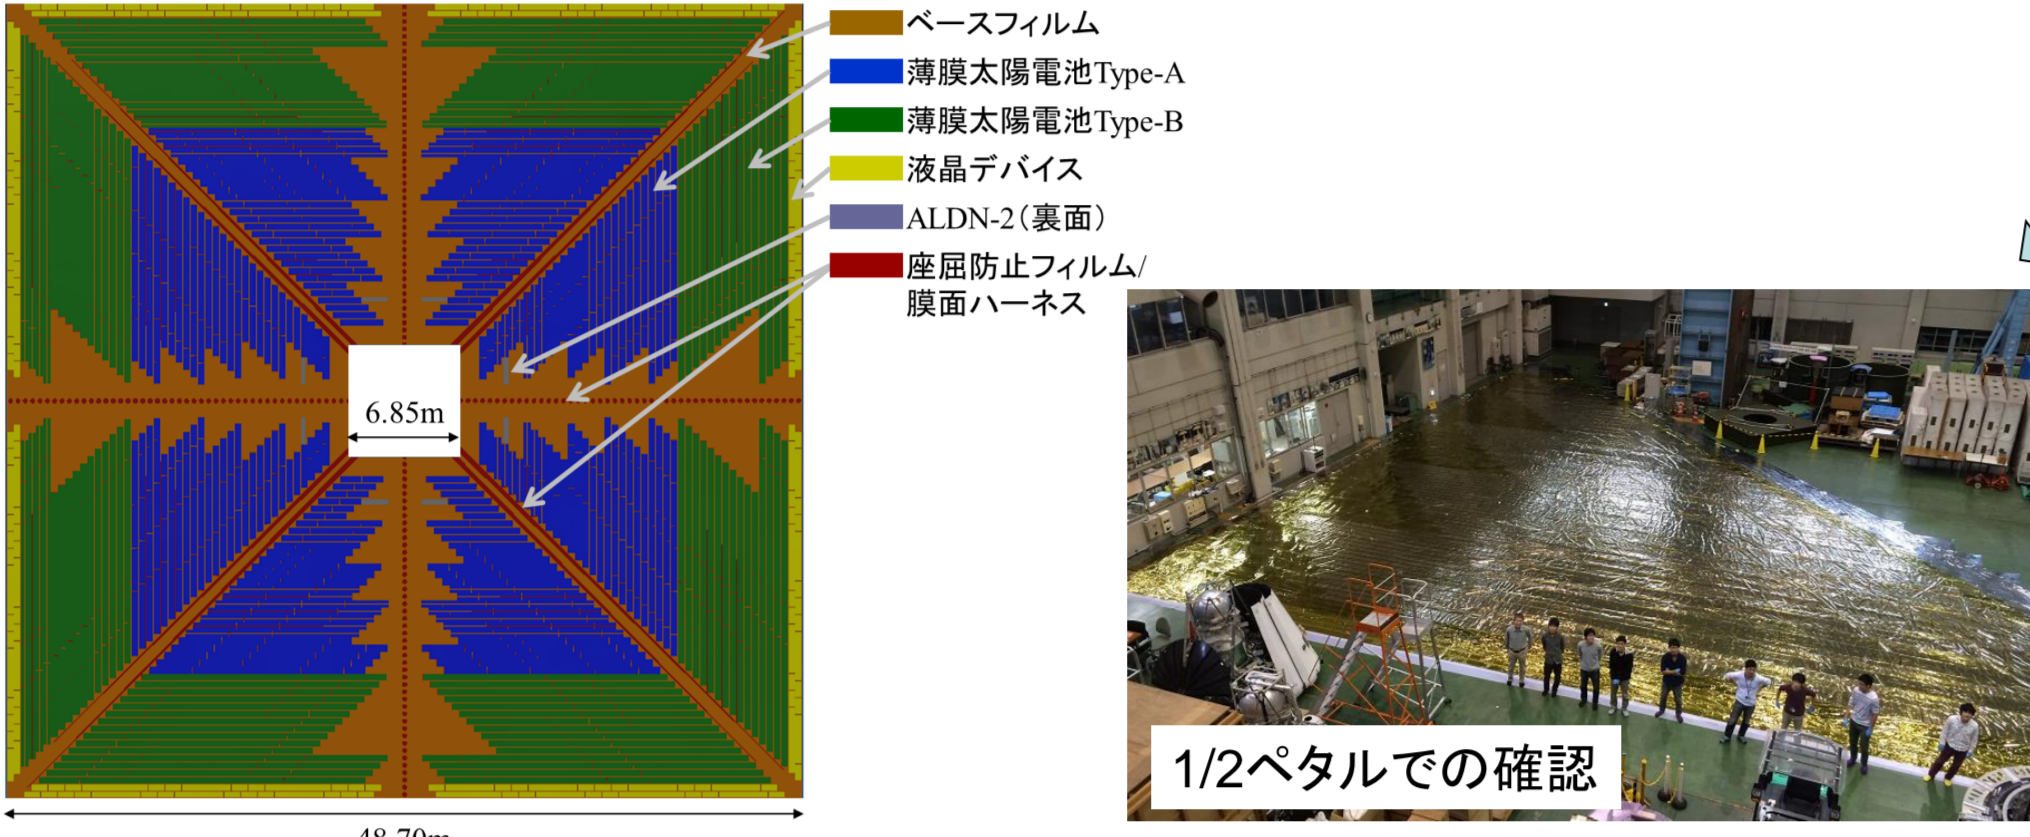 ベースフィルム
薄膜太陽電池Type-A
薄膜太陽電池Type-B
液晶デバイス
ALDN-2（裏面）
座屈防止フィルム/
膜面ハーネス
6.85m
48.70m
1/2ペタルでの確認